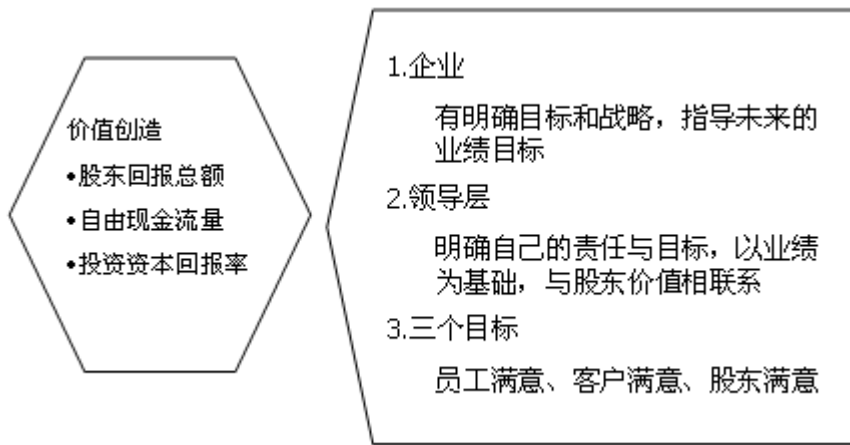 价值创造
•股东回报总额
•自由现金流量
•投资资本回报率
1.企业
有明确目标和战略，指导未来的
业绩目标
2.领导层
明确自己的责任与目标，以业绩
为基础，与股东价值相联系
3.三个目标
员工满意、客户满意、股东满意